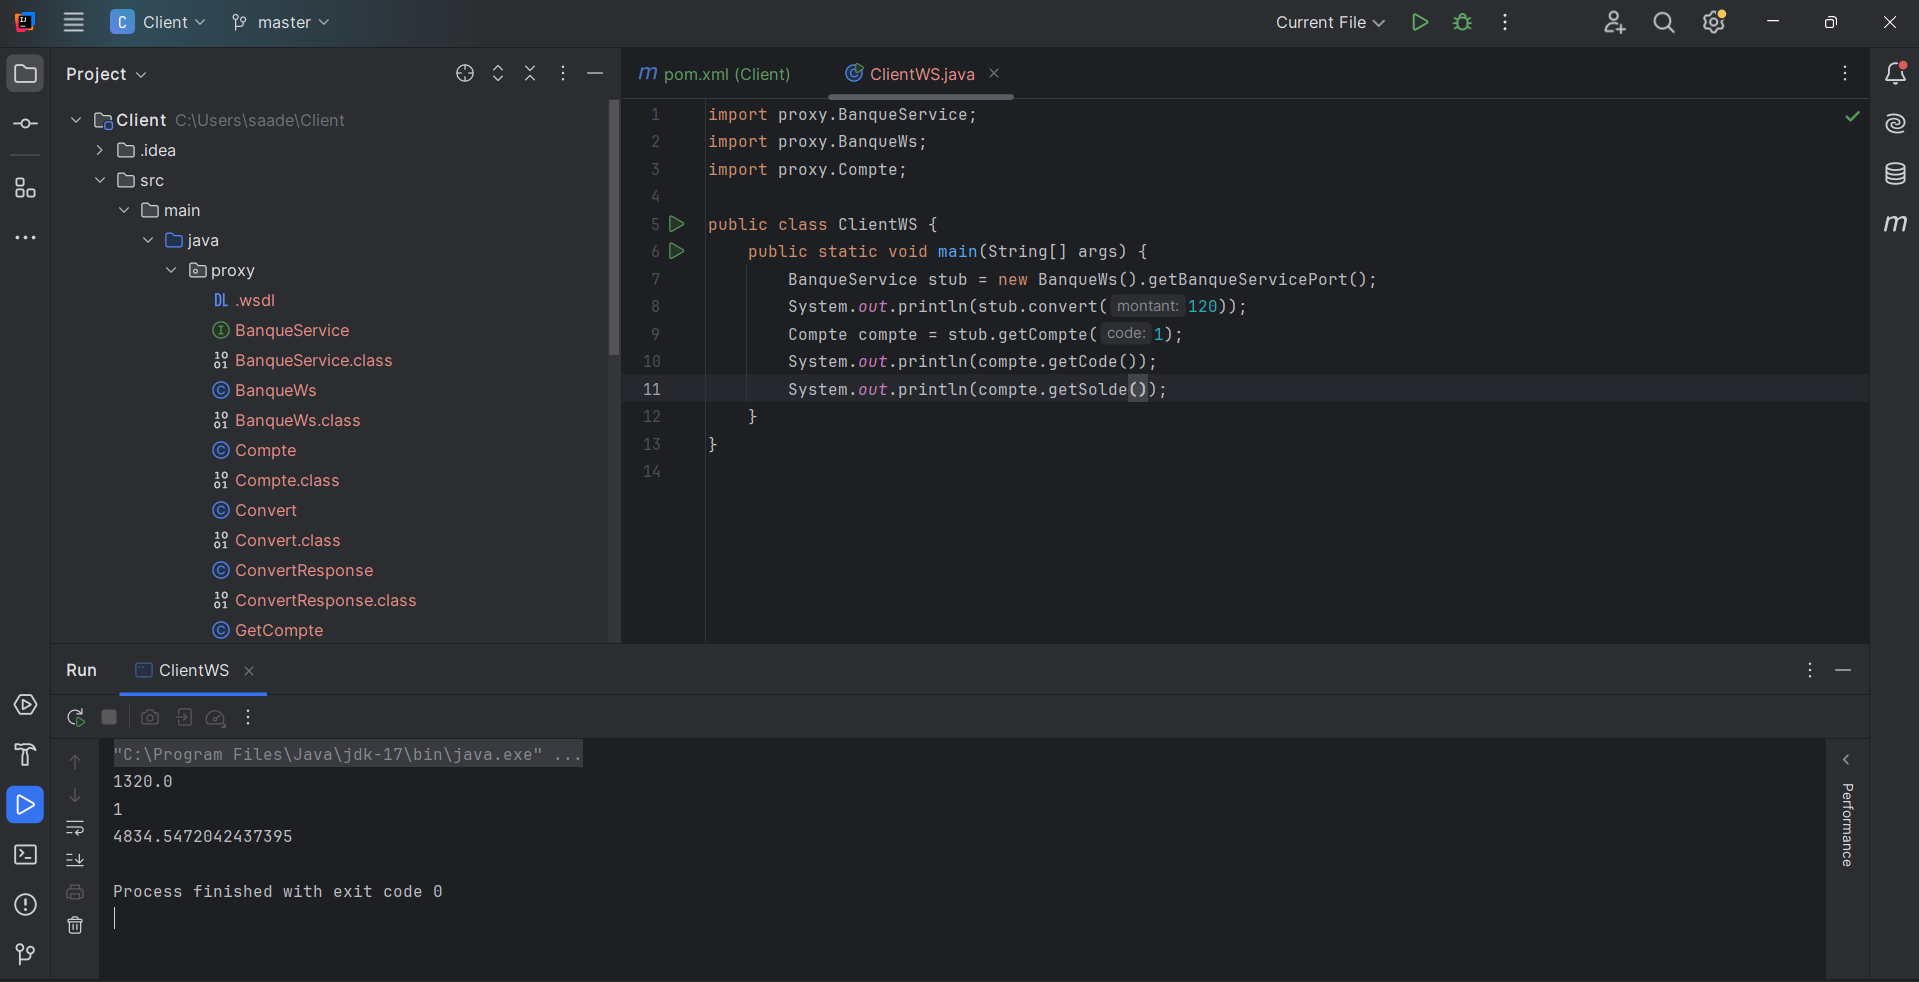 C Client master Current File
Project
pom.xml (Client) ClientWS.java
Client C:\Users\saade\Client
.idea
src
main
java
proxy
DL .wsdl
BanqueService
BanqueService.class
BanqueWs
BanqueWs.class
Compte
Compte.class
Convert
Convert.class
ConvertResponse
ConvertResponse.class
GetCompte
1 import proxy.BanqueService;
2 import proxy.BanqueWs;
3 import proxy.Compte;
4
5 public class ClientWS {
6 public static void main(String[] args) {
7 BanqueService stub = new BanqueWs().getBanqueServicePort();
8 System.out.println(stub.convert( montant: 120));
9 Compte compte = stub.getCompte( code: 1);
10 System.out.println(compte.getCode());
11 System.out.println(compte.getSolde());
12 }
13 }
14
Run ClientWS
"C:\Program Files\Java\jdk-17\bin\java.exe" ...
1320.0
1
4834.5472042437395
Process finished with exit code 0
Performance